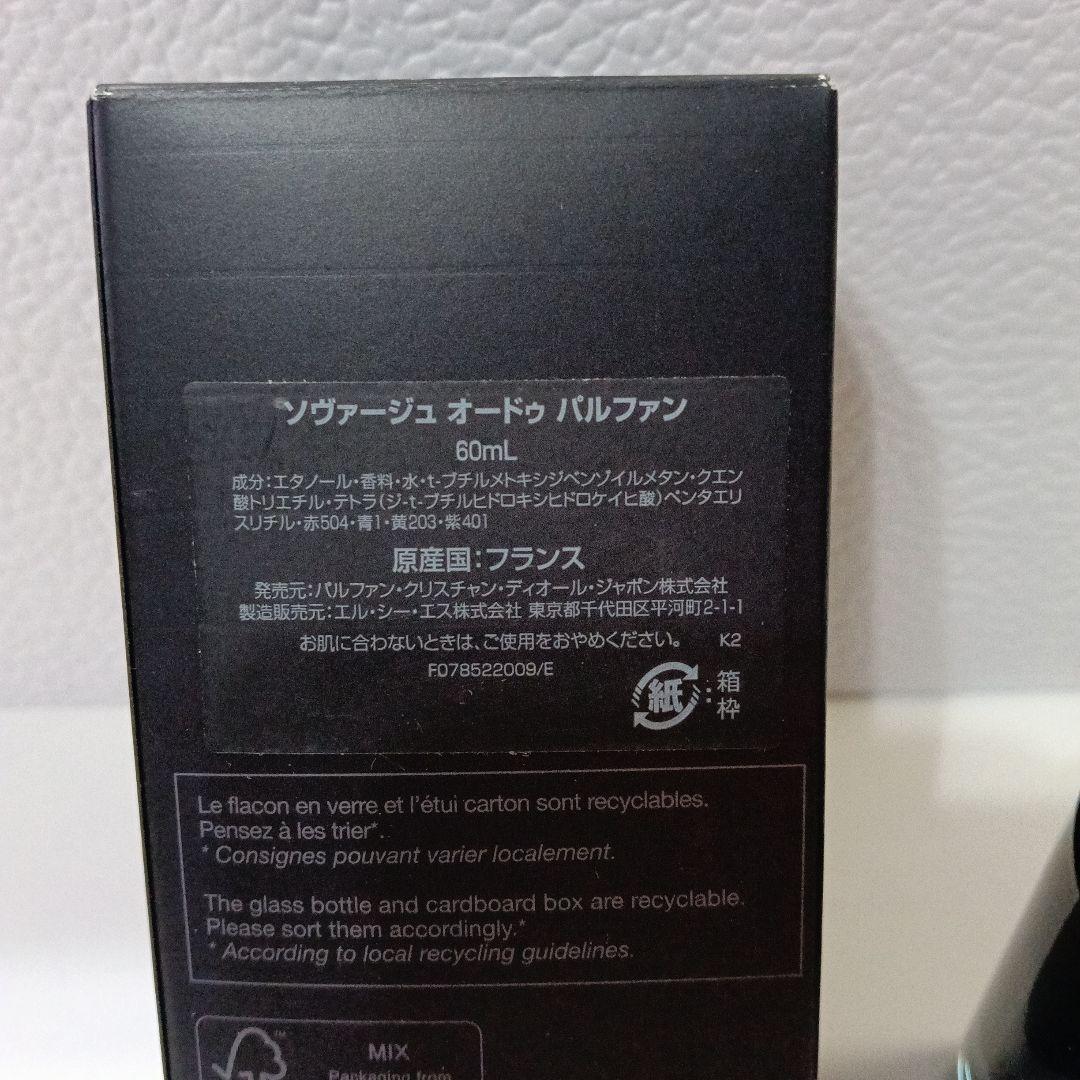 ソヴァージュ オードゥ パルファン
60mL
成分:エタノール・香料・水・t-ブチルメトキシジベンゾイルメタン・クエン
酸トリエチル・テトラ(ジ-t-ブチルヒドロキシヒドロケイヒ酸)ペンタエリ
スリチル・赤504・青1・黄203・紫401
原産国:フランス
発売元:パルファン・クリスチャン・ディオール・ジャポン株式会社
製造販売元:エル・シー・エス株式会社 東京都千代田区平河町2-1-1
お肌に合わないときは、ご使用をおやめください。 K2
F078522009/E
紙:箱
枠
Le flacon en verre et l'étui carton sont recyclables.
Pensez à les trier*.
* Consignes pouvant varier localement.
The glass bottle and cardboard box are recyclable.
Please sort them accordingly.*
* According to local recycling guidelines.
MIX
Packaging from